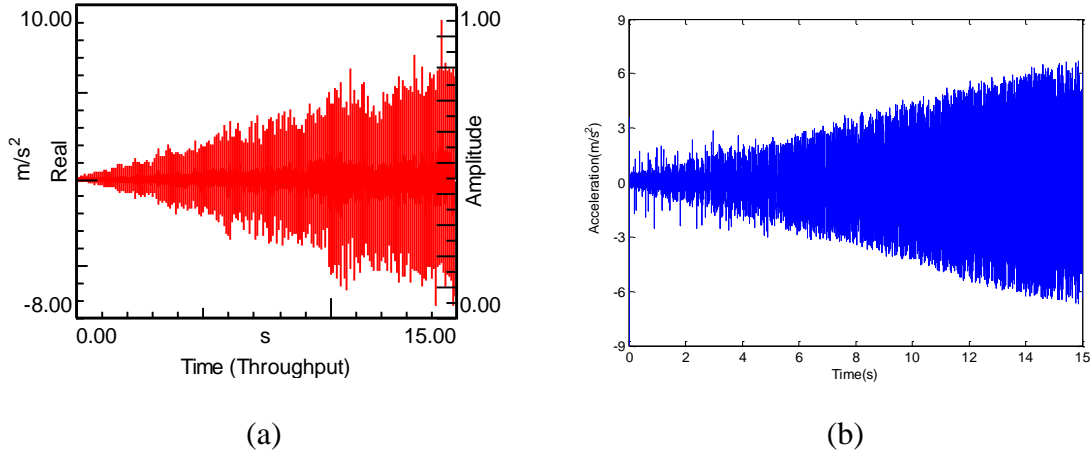 10.00
1.00
m/s²
Real
Amplitude
-8.00
0.00
0.00
s
15.00
Time (Throughput)
(a)
9
6
3
0
-3
-6
-9
Acceleration(m/s²)
0
2
4
6
8
10
12
14
15
Time(s)
(b)